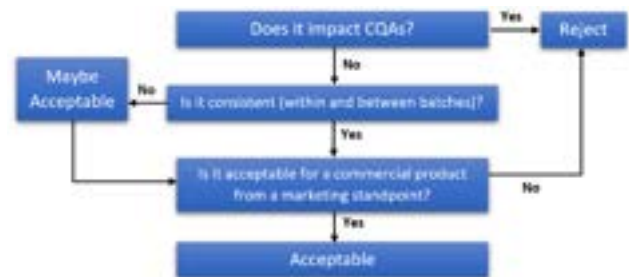 Does it impact CQAs?
Yes
Reject
No
Maybe
Acceptable
No
Is it consistent (within and between batches)?
Yes
Is it acceptable for a commercial product
from a marketing standpoint?
No
Yes
Acceptable